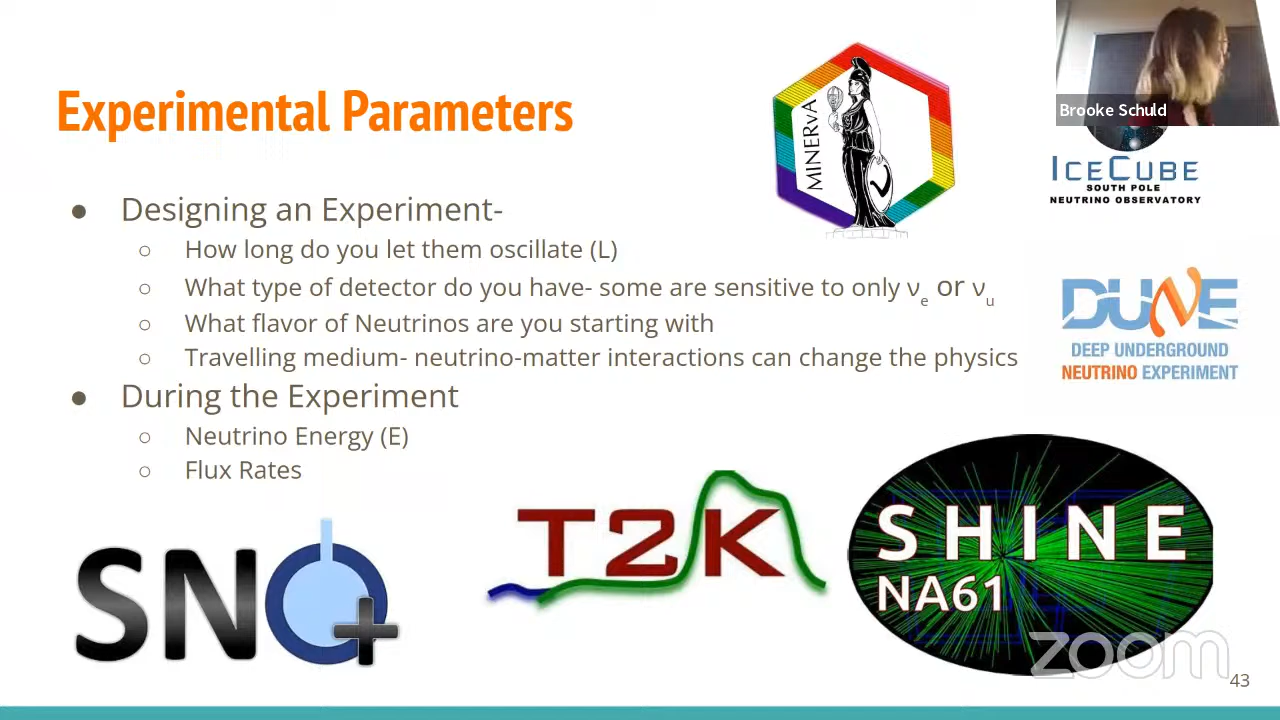 Experimental Parameters
MINERνA
Brooke Schuld
ICECUBE
SOUTH POLE
NEUTRINO OBSERVATORY
● Designing an Experiment-
○ How long do you let them oscillate (L)
○ What type of detector do you have- some are sensitive to only νe or νu
○ What flavor of Neutrinos are you starting with
○ Travelling medium- neutrino-matter interactions can change the physics
● During the Experiment
○ Neutrino Energy (E)
○ Flux Rates
DUNE
DEEP UNDERGROUND
NEUTRINO EXPERIMENT
SNO+
T2K
SHINE
NA61
zoom
43